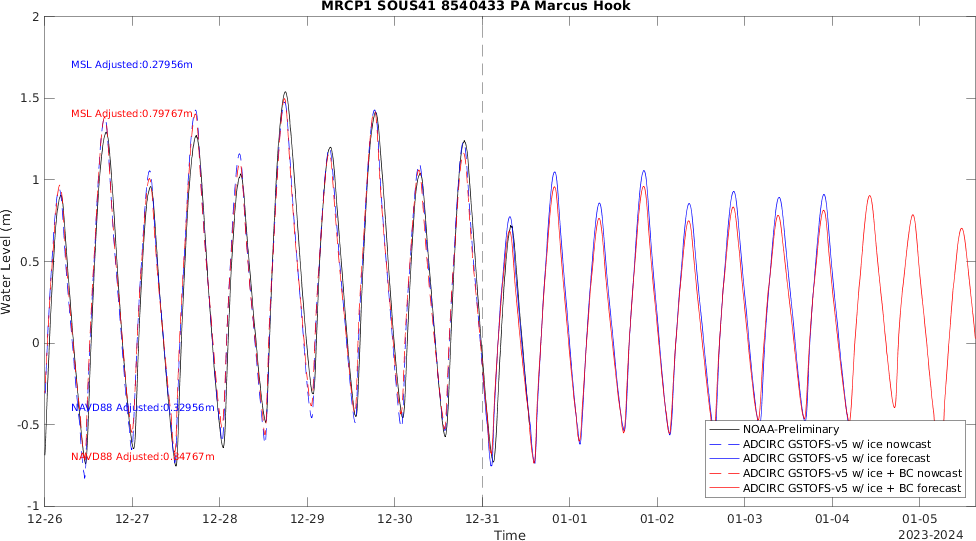 MRCP1 SOUS41 8540433 PA Marcus Hook
2
1.5
1
0.5
0
-0.5
-1
Water Level (m)
MSL Adjusted:0.27956m
MSL Adjusted:0.79767m
NAVD88 Adjusted:0.32956m
NAVD88 Adjusted:0.84767m
NOAA-Preliminary
ADCIRC GSTOFS-v5 w/ ice nowcast
ADCIRC GSTOFS-v5 w/ ice forecast
ADCIRC GSTOFS-v5 w/ ice + BC nowcast
ADCIRC GSTOFS-v5 w/ ice + BC forecast
12-26 12-27 12-28 12-29 12-30 12-31 01-01 01-02 01-03 01-04 01-05
Time
2023-2024